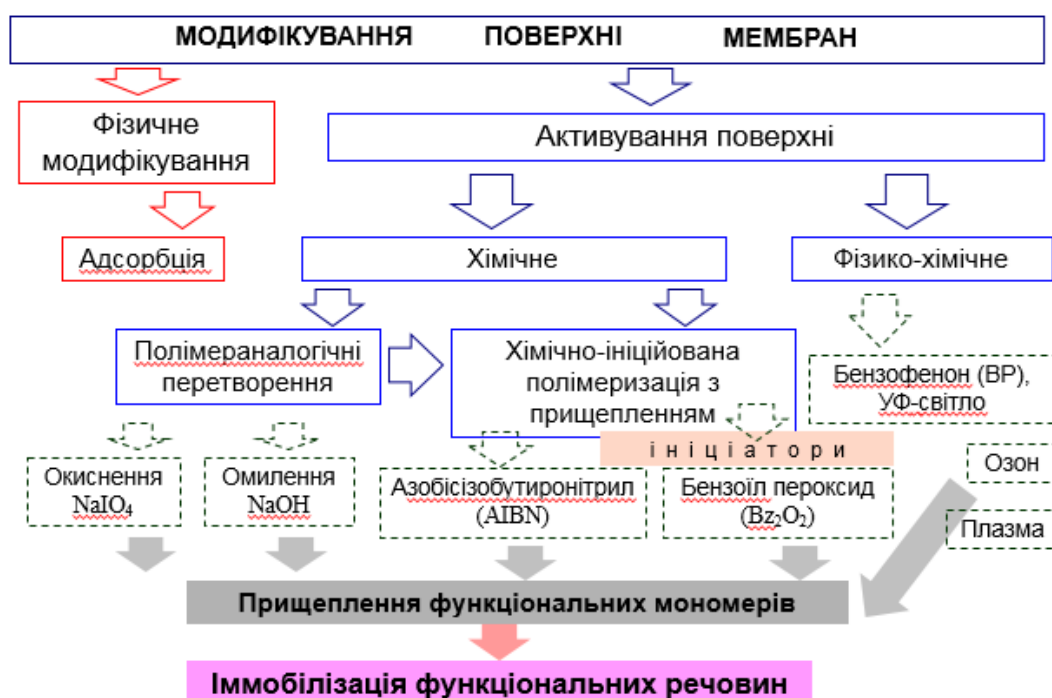 МОДИФІКУВАННЯ ПОВЕРХНІ МЕМБРАН
Фізичне
модифікування
Активування поверхні
Адсорбція
Хімічне
Фізико-хімічне
Полімераналогічні
перетворення
Хімічно-ініційована
полімеризація з
прищепленням
Бензофенон (ВР),
УФ-світло
ініціатори
Окиснення
NaIO₄
Омилення
NaOH
Азобісізобутиронітрил
(AIBN)
Бензоїл пероксид
(Bz₂O₂)
Озон
Плазма
Прищеплення функціональних мономерів
Іммобілізація функціональних речовин